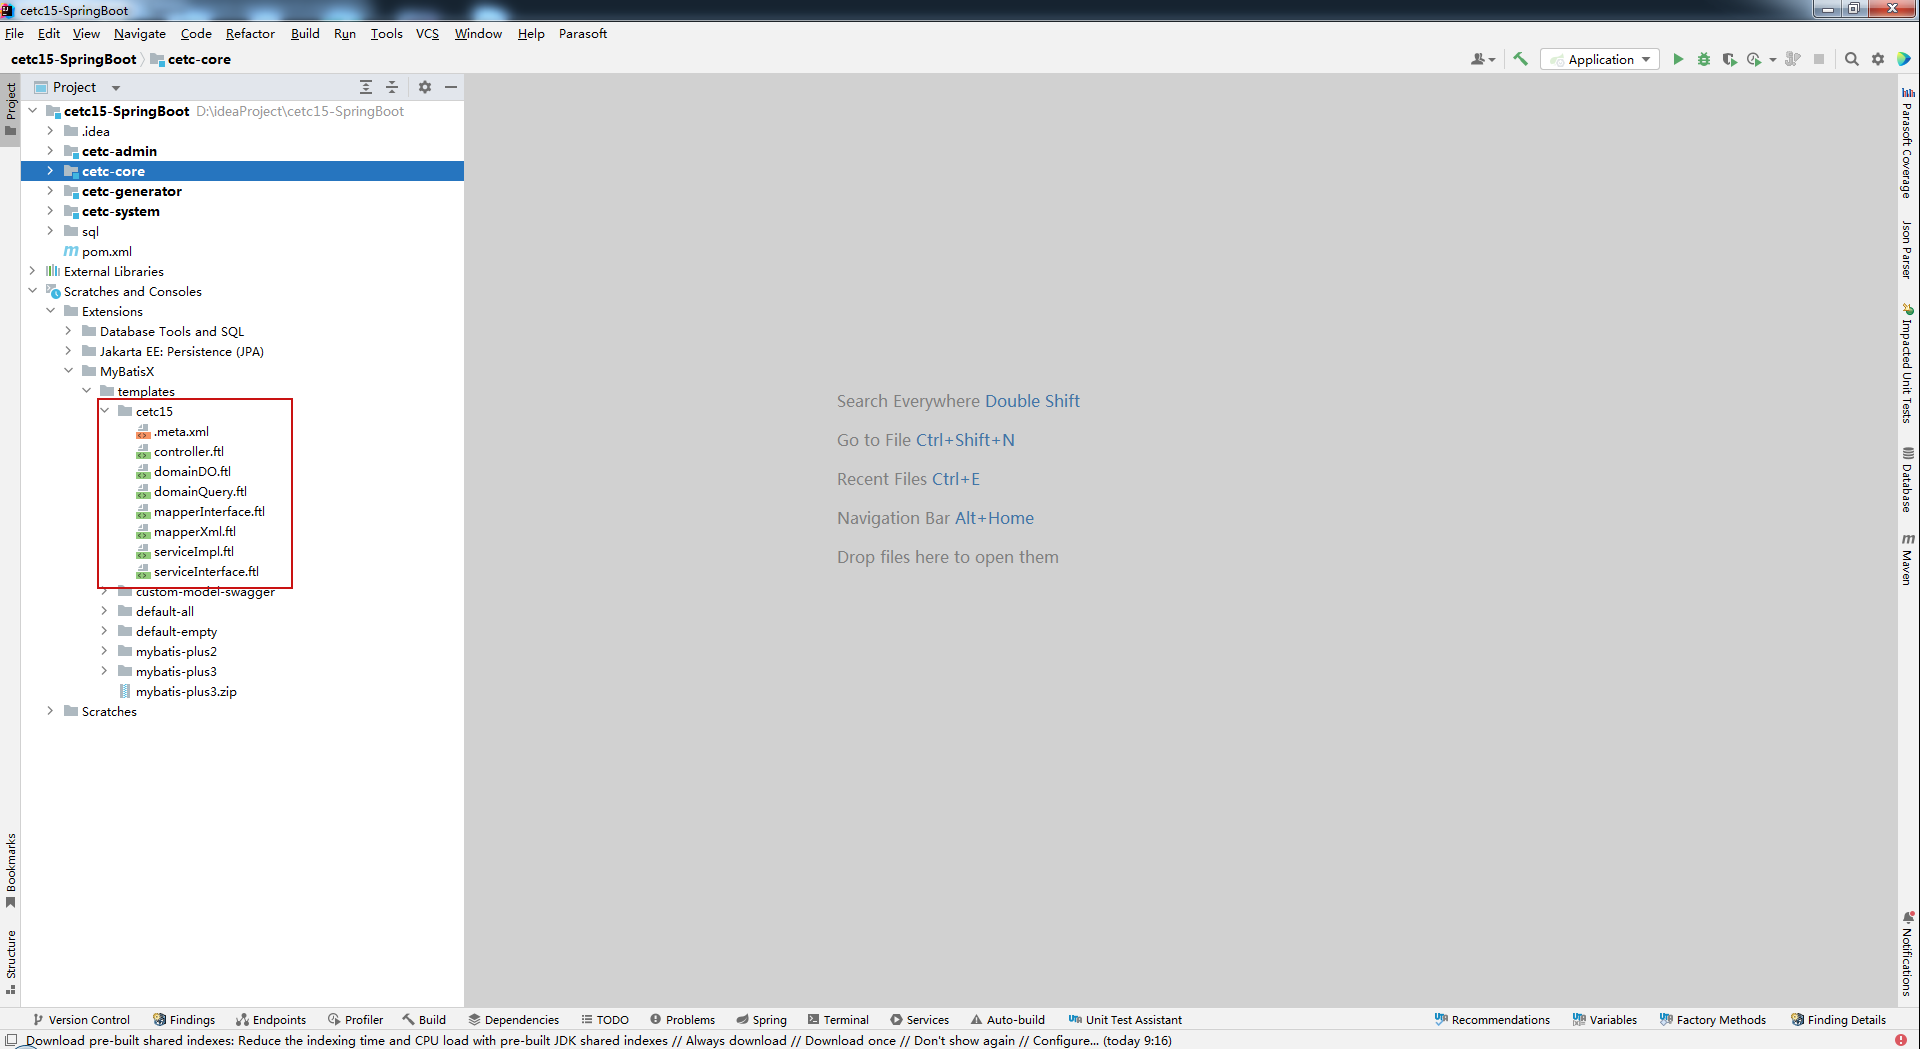 cetc15-SpringBoot
File Edit View Navigate Code Refactor Build Run Tools VCS Window Help Parasoft
cetc15-SpringBoot cetc-core
Application
Project
Project
cetc15-SpringBoot D:\ideaProject\cetc15-SpringBoot
.idea
cetc-admin
cetc-core
cetc-generator
cetc-system
sql
pom.xml
External Libraries
Scratches and Consoles
Extensions
Database Tools and SQL
Jakarta EE: Persistence (JPA)
MyBatisX
templates
cetc15
.meta.xml
controller.ftl
domainDO.ftl
domainQuery.ftl
mapperInterface.ftl
mapperXml.ftl
serviceImpl.ftl
serviceInterface.ftl
custom-model-swagger
default-all
default-empty
mybatis-plus2
mybatis-plus3
mybatis-plus3.zip
Scratches
Bookmarks
Structure
Search Everywhere Double Shift
Go to File Ctrl+Shift+N
Recent Files Ctrl+E
Navigation Bar Alt+Home
Drop files here to open them
Parasoft Coverage
Json Parser
Impacted Unit Tests
Database
Maven
Notifications
Version Control Findings Endpoints Profiler Build Dependencies TODO Problems Spring Terminal Services Auto-build Unit Test Assistant Recommendations Variables Factory Methods Finding Details
Download pre-built shared indexes: Reduce the indexing time and CPU load with pre-built JDK shared indexes // Always download // Download once // Don't show again // Configure... (today 9:16)